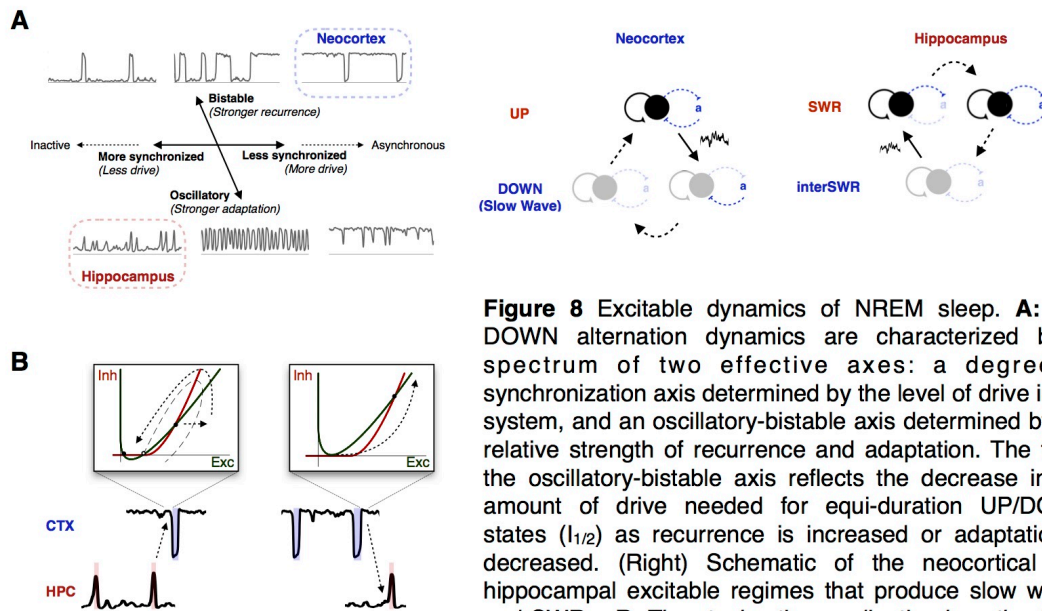 A
Neocortex
Bistable
(Stronger recurrence)
Inactive
More synchronized
(Less drive)
Less synchronized
(More drive)
Asynchronous
Oscillatory
(Stronger adaptation)
Hippocampus
Neocortex
Hippocampus
UP
a
SWR
a
a
DOWN
(Slow Wave)
a
a
interSWR
a
B
Inh
Exc
Inh
Exc
CTX
HPC
Figure 8 Excitable dynamics of NREM sleep. A:
DOWN alternation dynamics are characterized
spectrum of two effective axes: a
synchronization axis determined by the level of drive
system, and an oscillatory-bistable axis determined
relative strength of recurrence and adaptation. The
the oscillatory-bistable axis reflects the decrease
amount of drive needed for equi-duration
states (I1/2) as recurrence is increased or
decreased. (Right) Schematic of the neocortical
hippocampal excitable regimes that produce slow